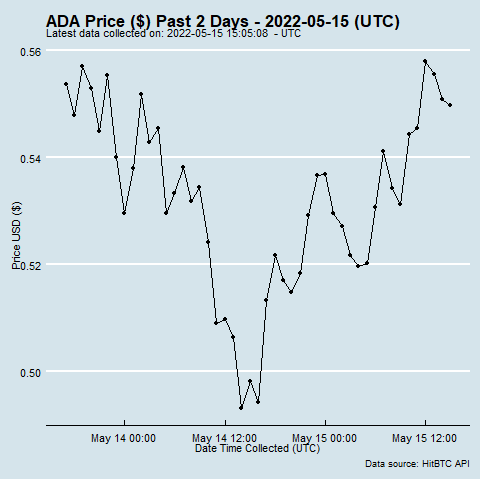 ADA Price ($) Past 2 Days - 2022-05-15 (UTC)
Latest data collected on: 2022-05-15 15:05:08 - UTC
0.56
0.54
0.52
0.50
Price USD ($)
May 14 00:00 May 14 12:00 May 15 00:00 May 15 12:00
Date Time Collected (UTC)
Data source: HitBTC API